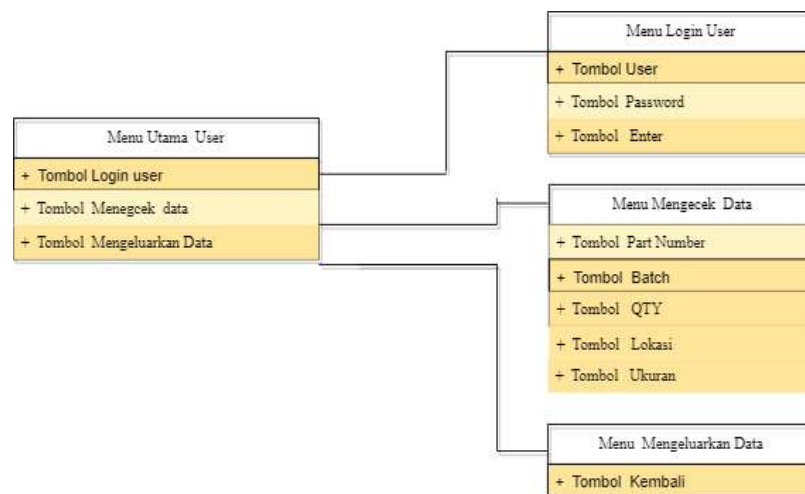 Menu Login User
+ Tombol User
+ Tombol Password
+ Tombol Enter
Menu Utama User
+ Tombol Login user
+ Tombol Menegcek data
+ Tombol Mengeluarkan Data
Menu Mengecek Data
+ Tombol Part Number
+ Tombol Batch
+ Tombol QTY
+ Tombol Lokasi
+ Tombol Ukuran
Menu Mengeluarkan Data
+ Tombol Kembali